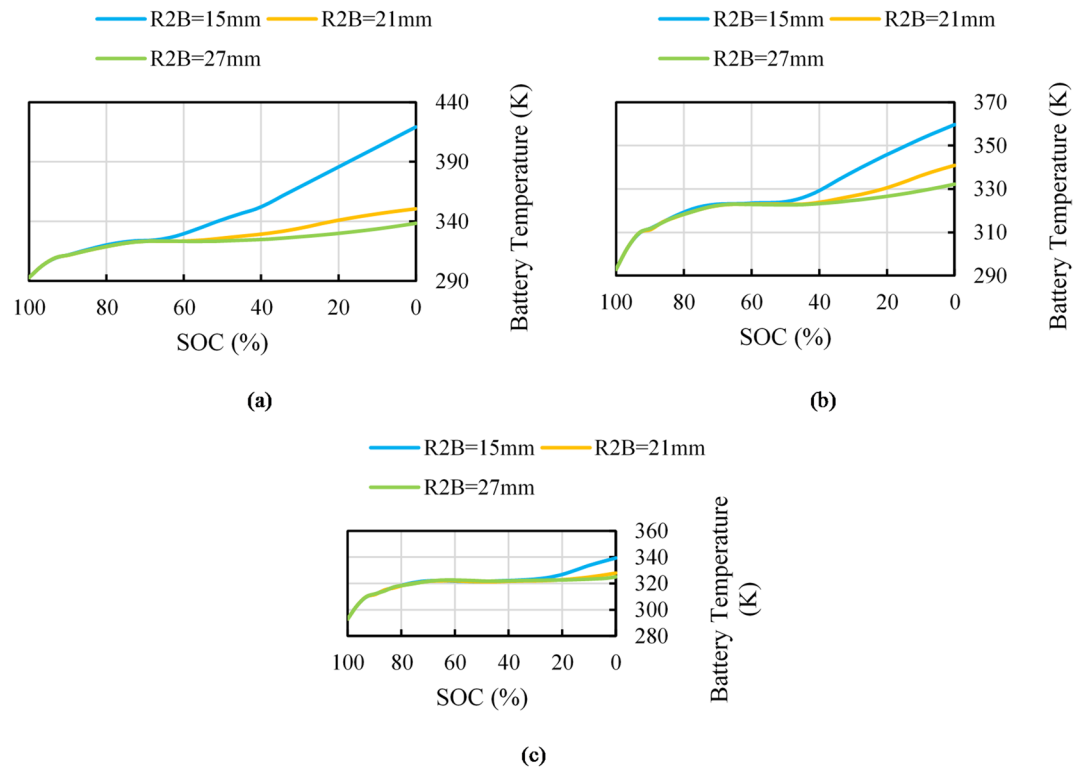 R2B=15mm R2B=21mm
R2B=27mm
440
390
340
290
Battery Temperature (K)
100 80 60 40 20 0
SOC (%)
(a)
R2B=15mm R2B=21mm
R2B=27mm
370
350
330
310
290
Battery Temperature (K)
100 80 60 40 20 0
SOC (%)
(b)
R2B=15mm R2B=21mm
R2B=27mm
360
340
320
300
280
Battery Temperature
(K)
100 80 60 40 20 0
SOC (%)
(c)